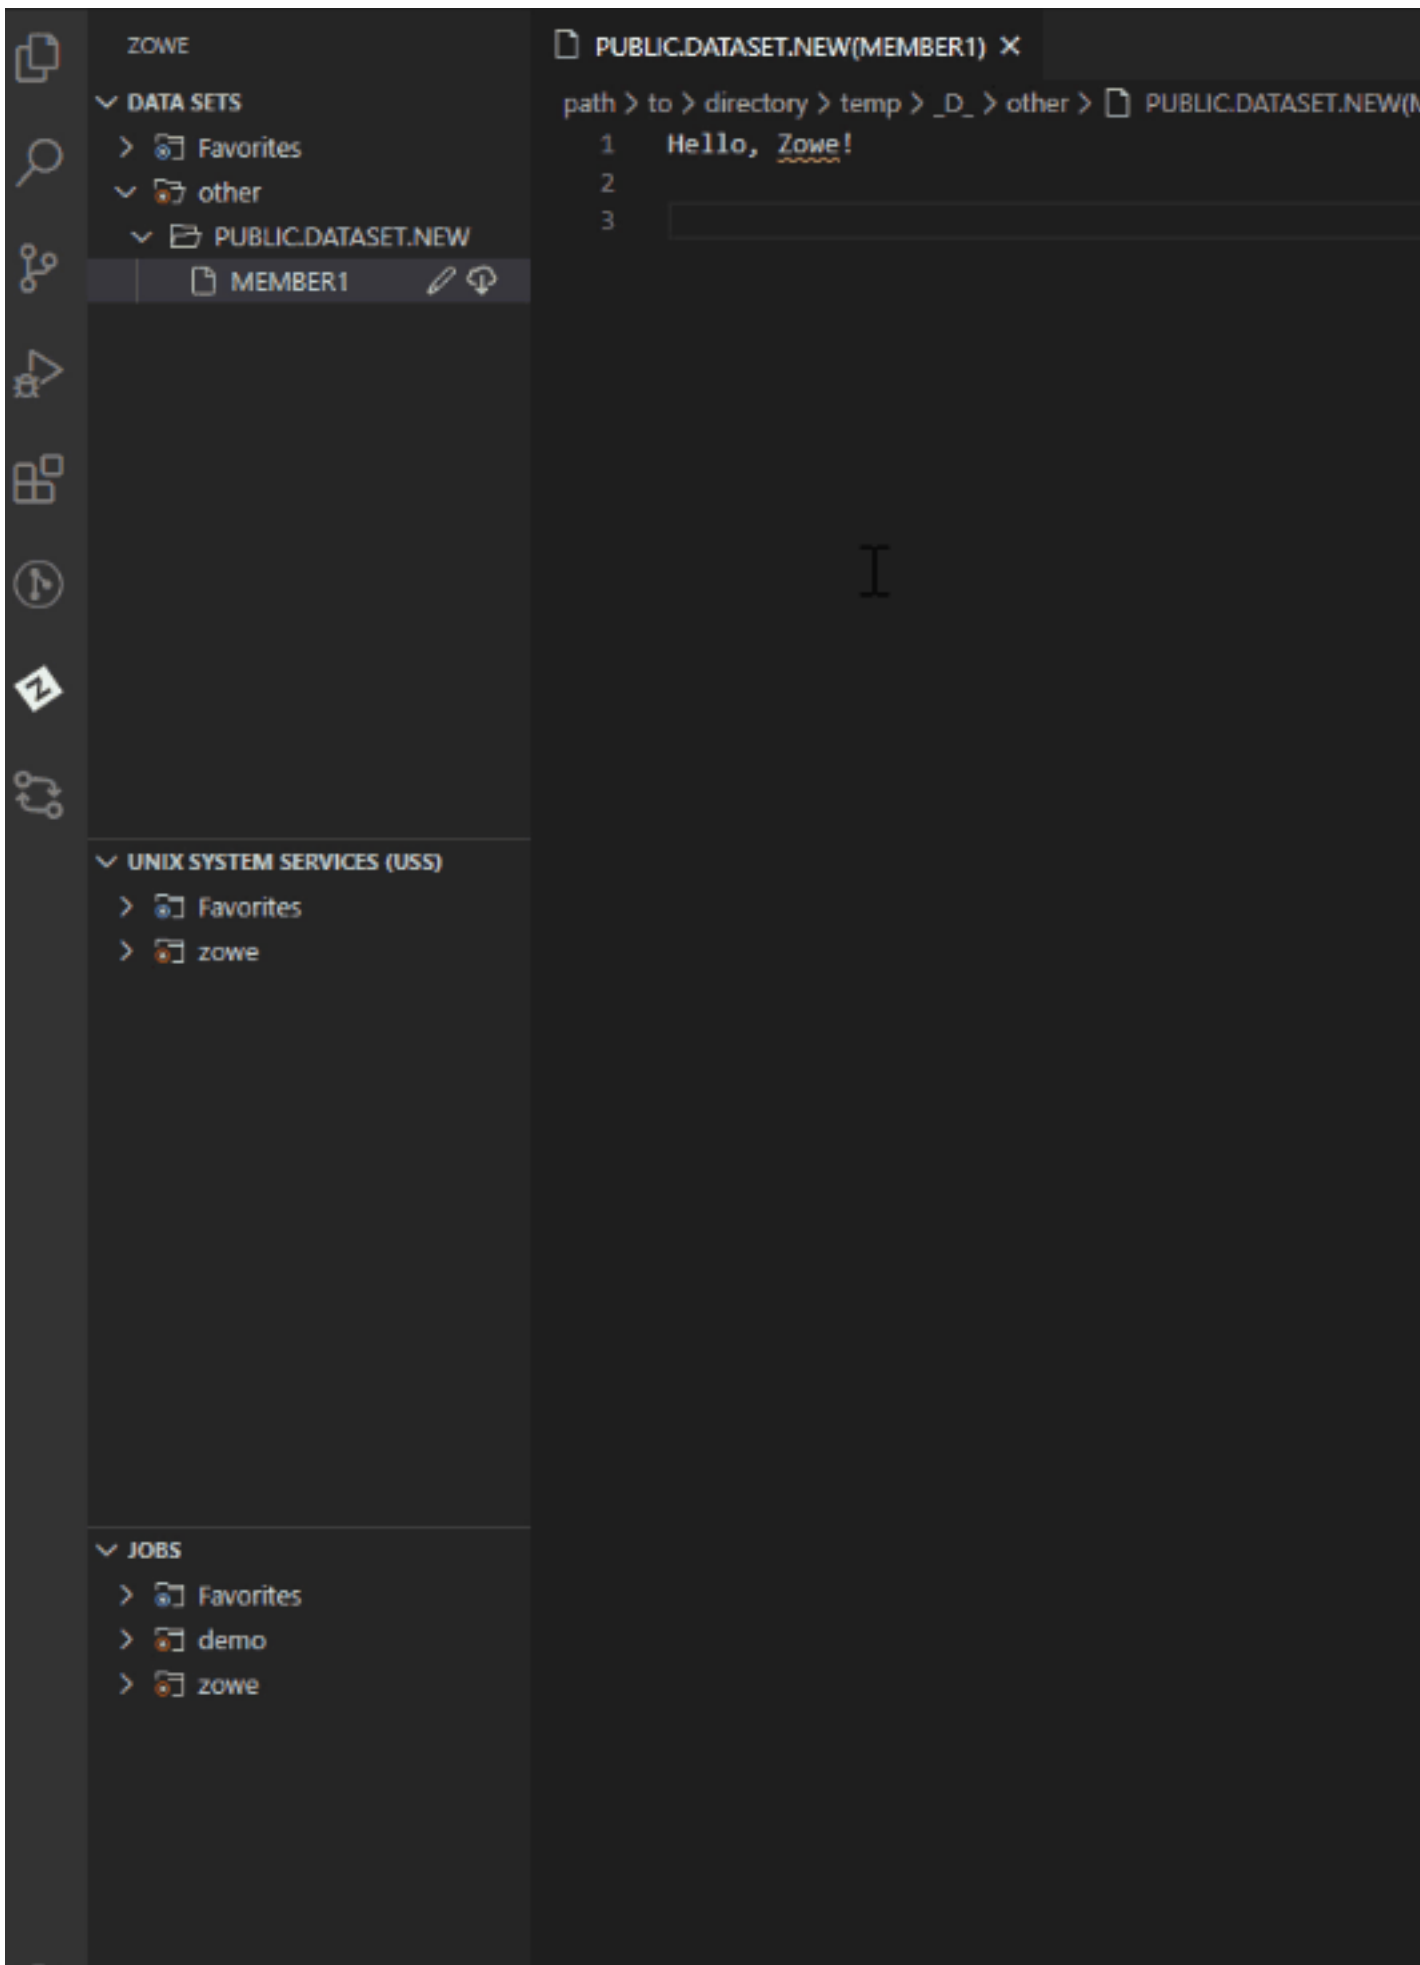 ZOWE
DATA SETS
Favorites
other
PUBLIC.DATASET.NEW
MEMBER1
UNIX SYSTEM SERVICES (USS)
Favorites
zowe
JOBS
Favorites
demo
zowe
PUBLIC.DATASET.NEW(MEMBER1)
path > to > directory > temp > _D_ > other > PUBLIC.DATASET.NEW(
1 Hello, Zowe!
2
3